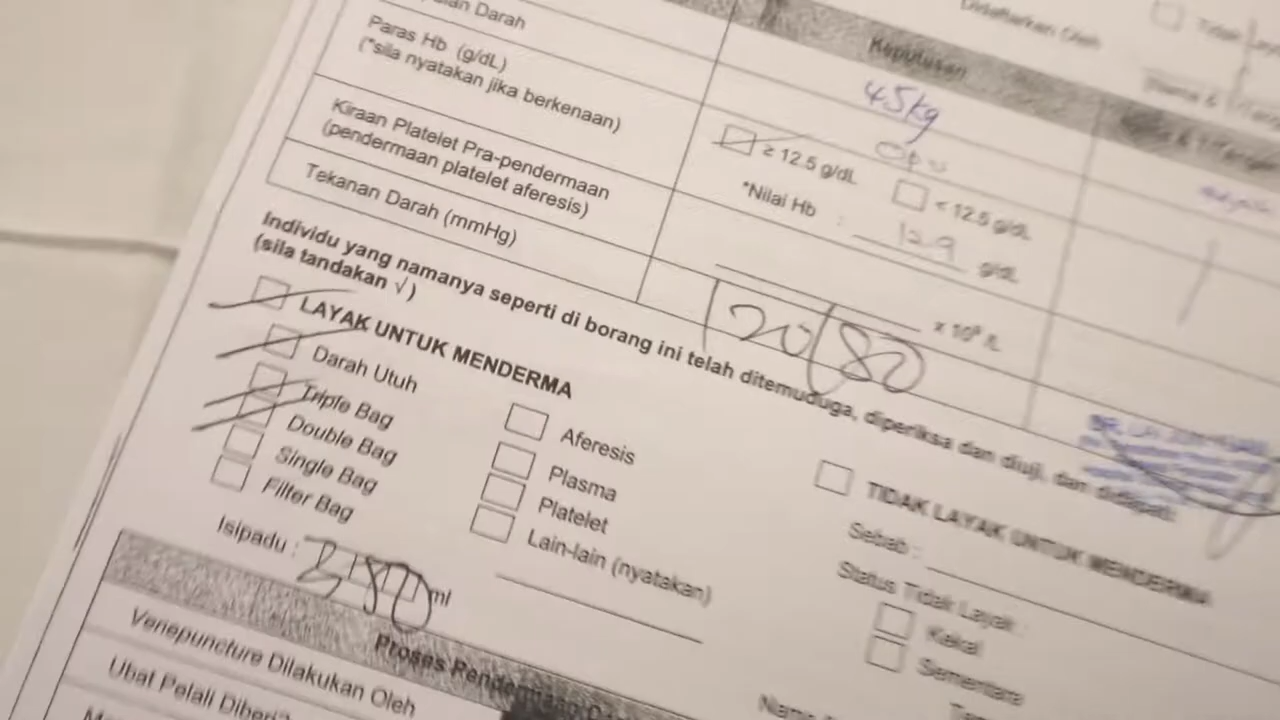 Darah
Keputusan
45kg
Paras Hb (g/dL)
(*sila nyatakan jika berkenaan)
≥ 12.5 g/dL
< 12.5 g/dL
*Nilai Hb : 12.9 g/dL
Kiraan Platelet Pra-pendermaan
(pendermaan platelet aferesis)
x 10⁹ /L
Tekanan Darah (mmHg)
120/80
Individu yang namanya seperti di borang ini telah ditemuduga, diperiksa dan diuji, dan didapati:
(sila tandakan √)
LAYAK UNTUK MENDERMA
Darah Utuh
Triple Bag
Double Bag
Single Bag
Filter Bag
Isipadu : ml
Aferesis
Plasma
Platelet
Lain-lain (nyatakan)
TIDAK LAYAK UNTUK MENDERMA
Sebab :
Status Tidak Layak :
Kekal
Sementara
Proses
Venepuncture Dilakukan Oleh
Ubat Pelali Diberi?